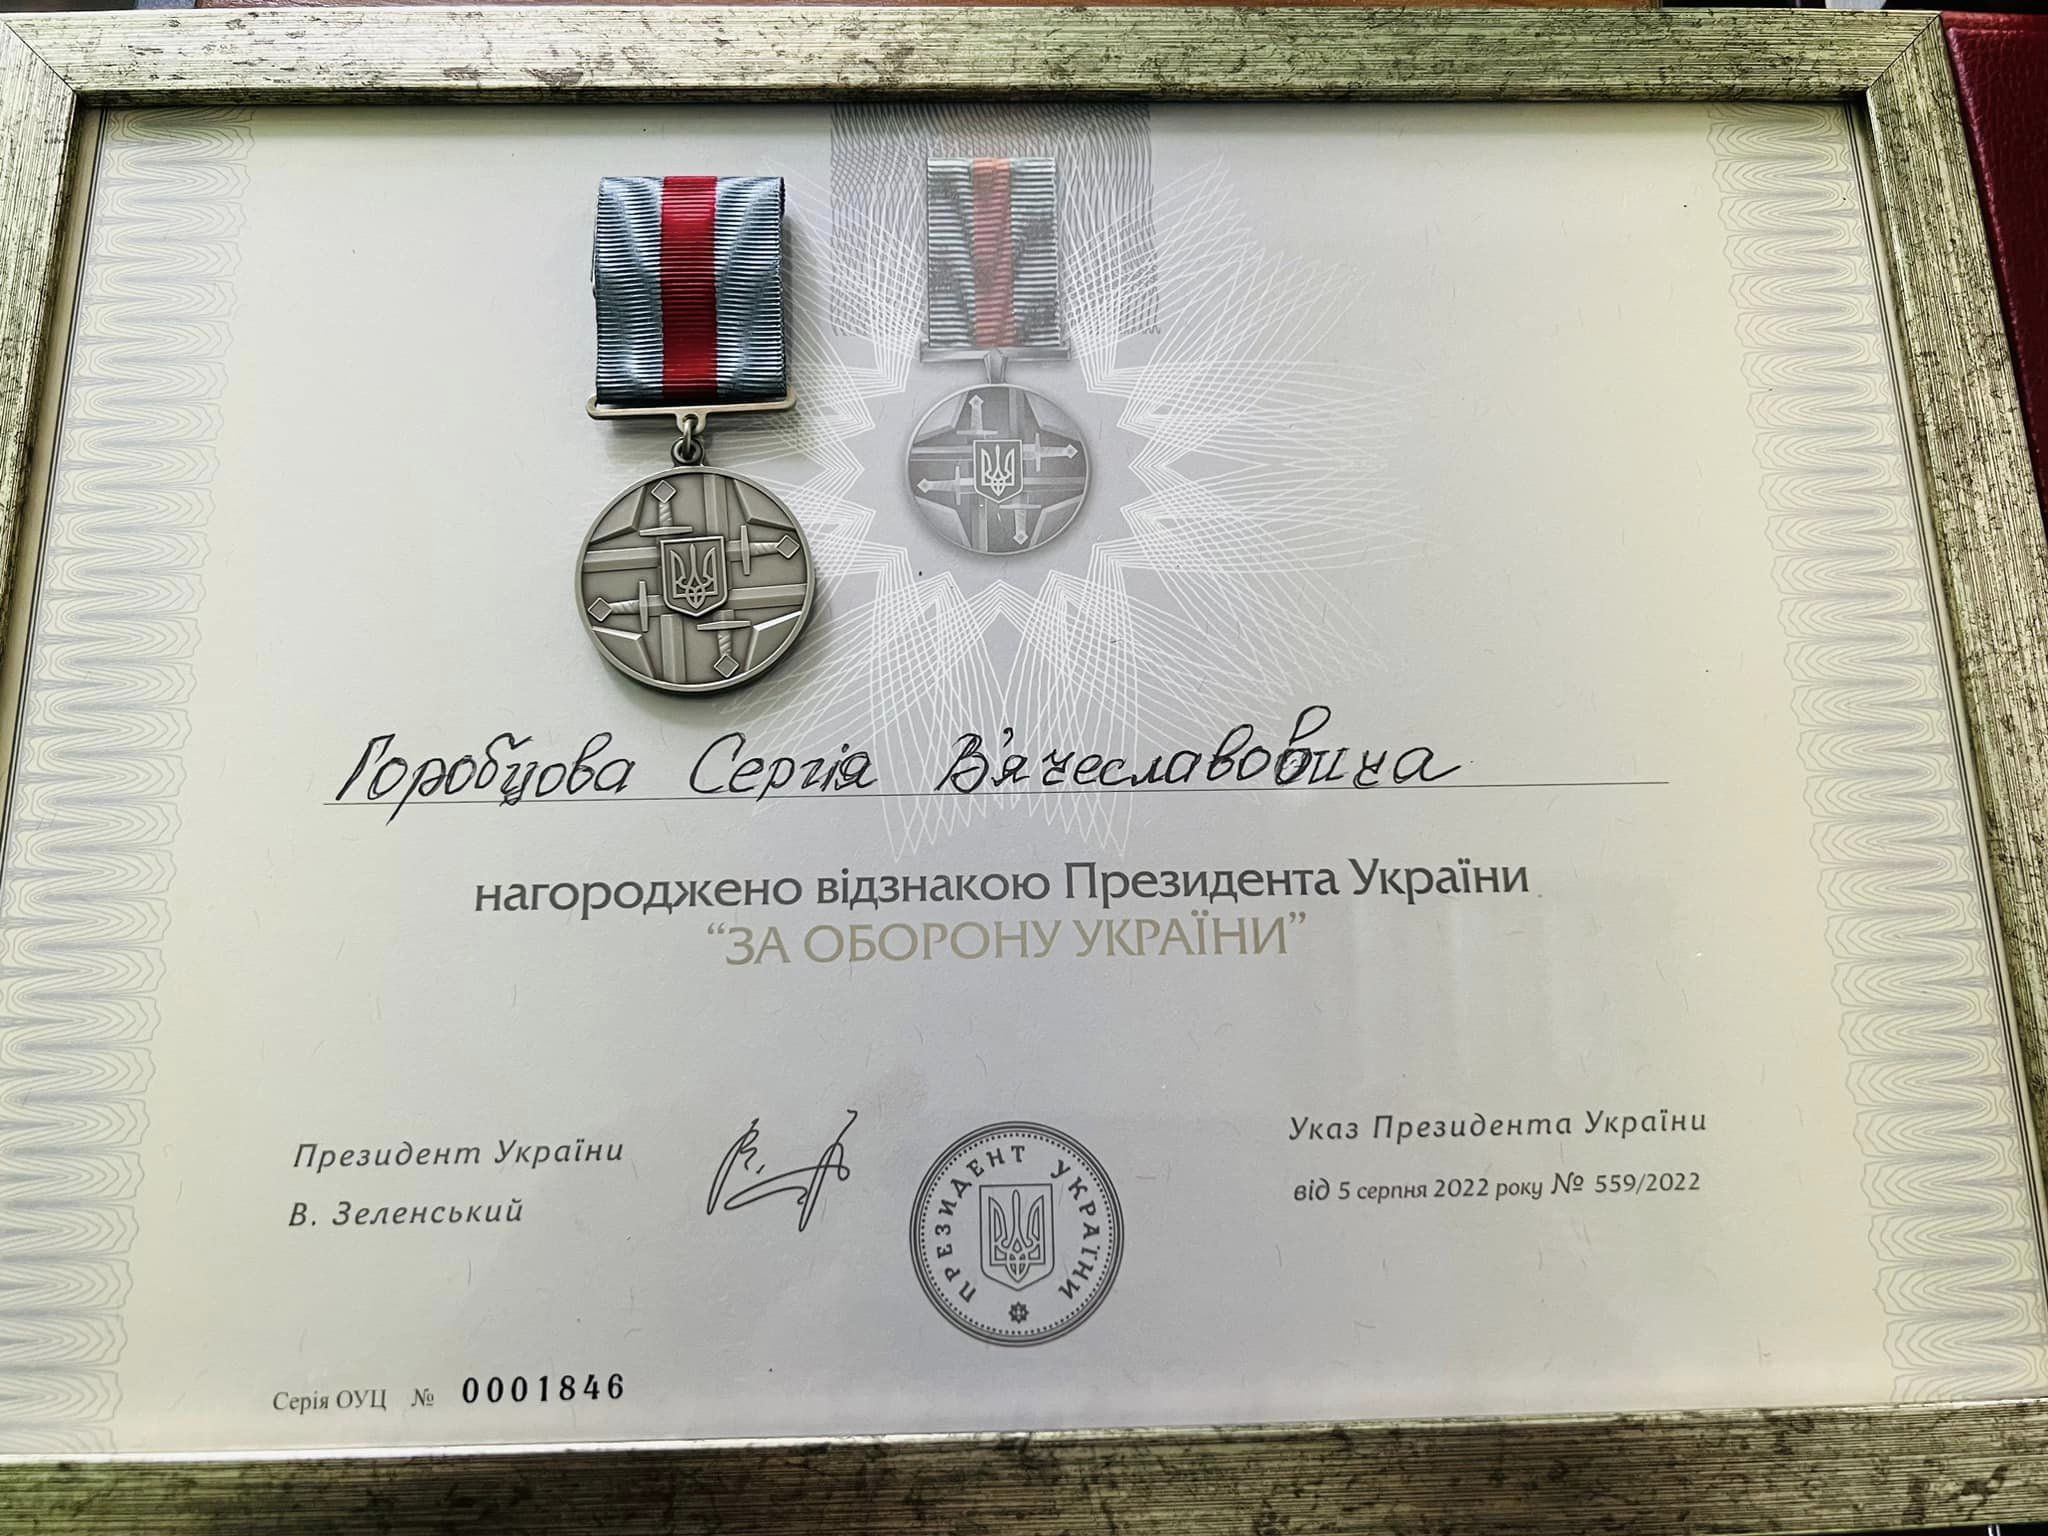 Горобцова Сергія В'ячеславовича
нагороджено відзнакою Президента України
“ЗА ОБОРОНУ УКРАЇНИ”
Президент України
В. Зеленський
ПРЕЗИДЕНТ УКРАЇНИ
Указ Президента України
від 5 серпня 2022 року № 559/2022
Серія ОУЦ № 0001846